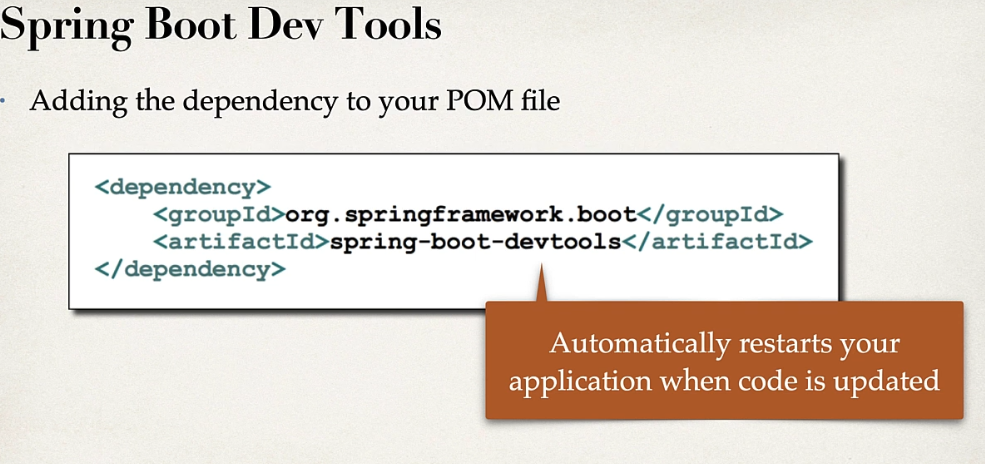 Spring Boot Dev Tools
• Adding the dependency to your POM file
<dependency>
<groupId>org.springframework.boot</groupId>
<artifactId>spring-boot-devtools</artifactId>
</dependency>
Automatically restarts your
application when code is updated